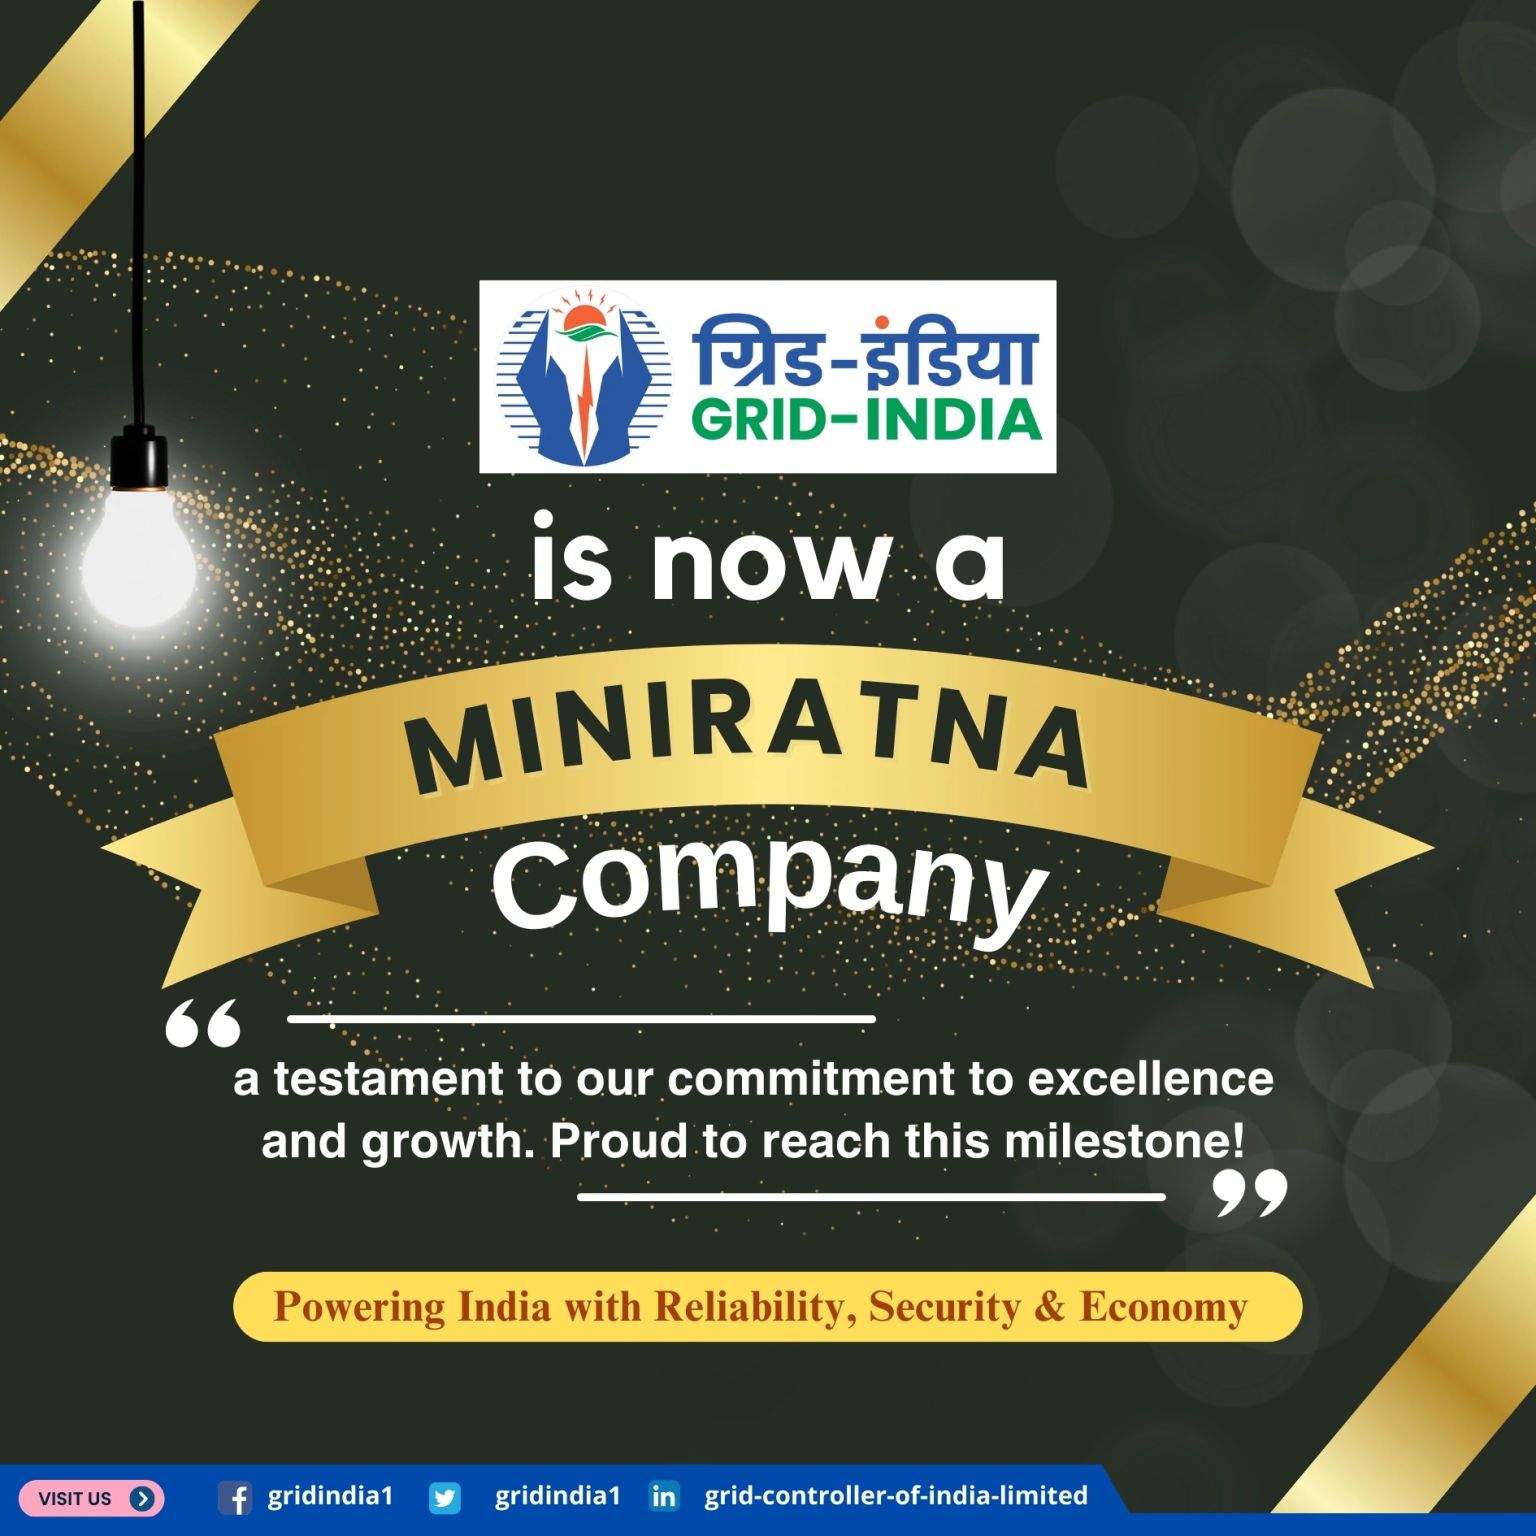 ग्रिड-इंडिया
GRID-INDIA
is now a
MINIRATNA
Company
“
a testament to our commitment to excellence
and growth. Proud to reach this milestone!
”
Powering India with Reliability, Security & Economy
VISIT US gridindia1 gridindia1 grid-controller-of-india-limited